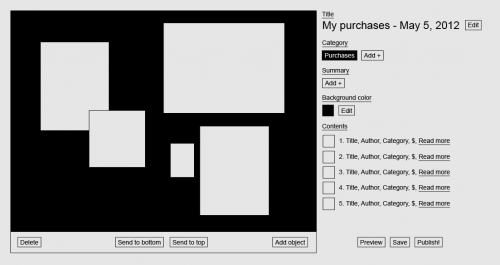 Title
My purchases - May 5, 2012 Edit
Category
Purchases Add +
Summary
Add +
Background color
Edit
Contents
1. Title, Author, Category, $, Read more
2. Title, Author, Category, $, Read more
3. Title, Author, Category, $, Read more
4. Title, Author, Category, $, Read more
5. Title, Author, Category, $, Read more
Delete Send to bottom Send to top Add object
Preview Save Publish!